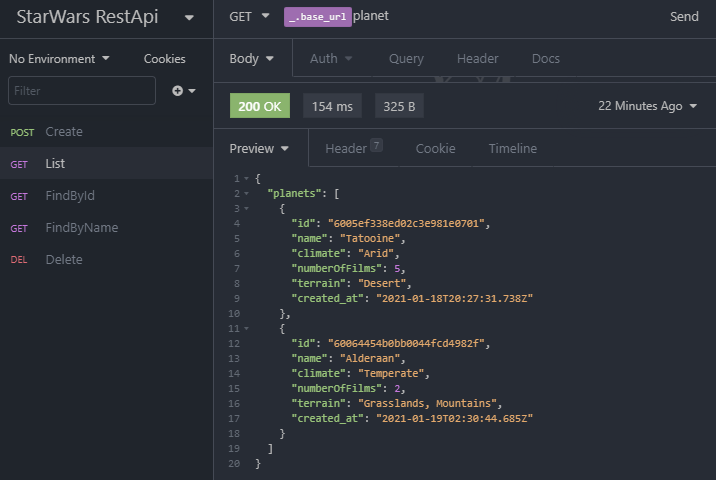 StarWars RestApi
GET _.base_url planet Send
No Environment Cookies
Body Auth Query Header Docs
Filter
200 OK 154 ms 325 B 22 Minutes Ago
POST Create
GET List
GET FindById
GET FindByName
DEL Delete
Preview Header 7 Cookie Timeline
1 {
2 "planets": [
3 {
4 "id": "6005ef338ed02c3e981e0701",
5 "name": "Tatooine",
6 "climate": "Arid",
7 "numberOfFilms": 5,
8 "terrain": "Desert",
9 "created_at": "2021-01-18T20:27:31.738Z"
10 },
11 {
12 "id": "60064454b0bb0044fcd4982f",
13 "name": "Alderaan",
14 "climate": "Temperate",
15 "numberOfFilms": 2,
16 "terrain": "Grasslands, Mountains",
17 "created_at": "2021-01-19T02:30:44.685Z"
18 }
19 ]
20 }